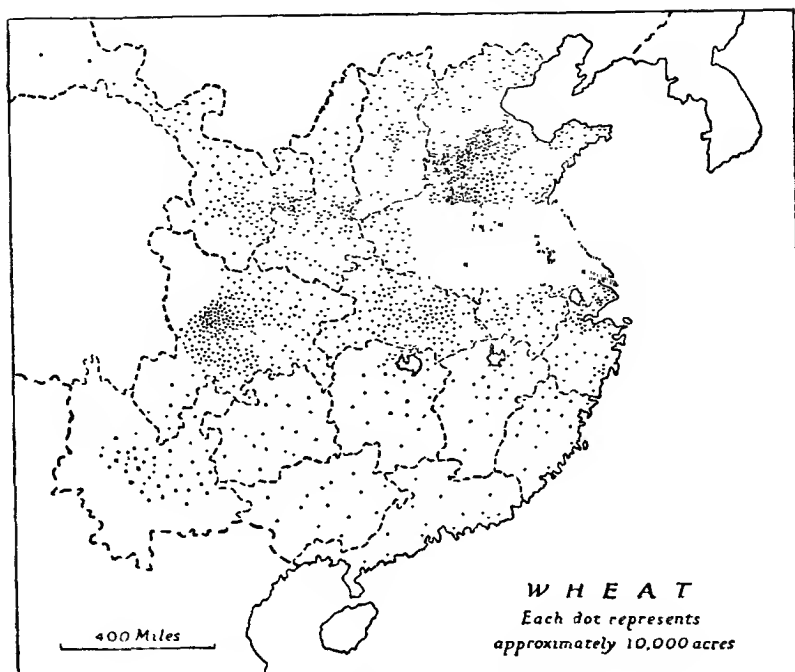 WHEAT
Each dot represents
approximately 10,000 acres
400 Miles